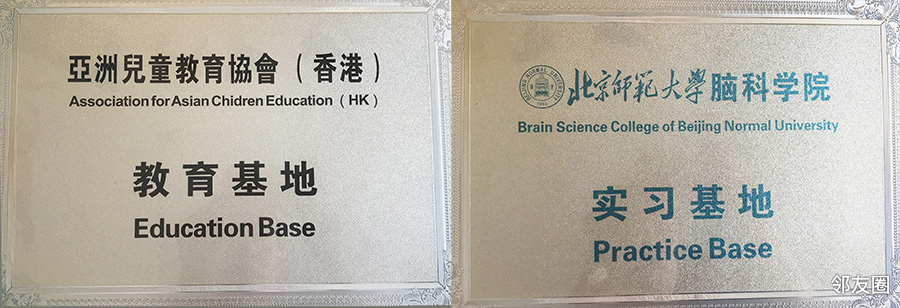 亞洲兒童教育協會（香港）
Association for Asian Chidren Education（HK）
教育基地
Education Base
北京師範大學脑科学院
Brain Science College of Beijing Normal University
实习基地
Practice Base
邻友圈